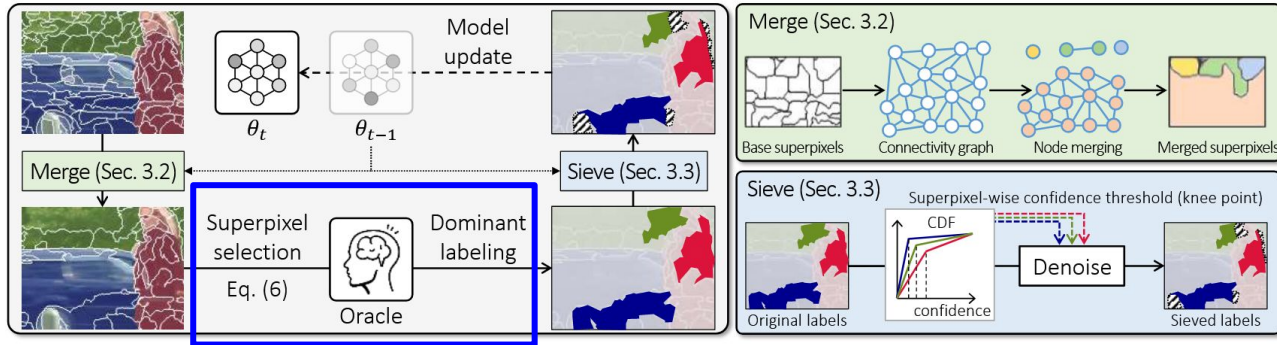 Model
update
θt
θt−1
Merge (Sec. 3.2)
Sieve (Sec. 3.3)
Superpixel
selection
Eq. (6)
Oracle
Dominant
labeling
Merge (Sec. 3.2)
Base superpixels
Connectivity graph
Node merging
Merged superpixels
Sieve (Sec. 3.3)
Superpixel-wise confidence threshold (knee point)
CDF
confidence
Denoise
Original labels
Sieved labels